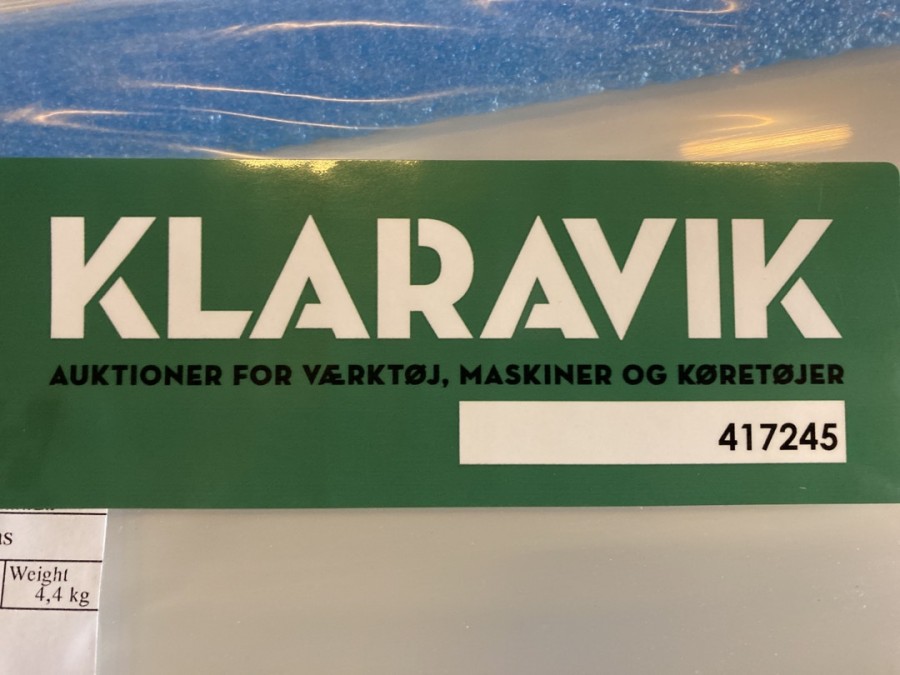 KLARAVIK
AUKTIONER FOR VÆRKTØJ, MASKINER OG KØRETØJER
417245
Weight
4,4 kg